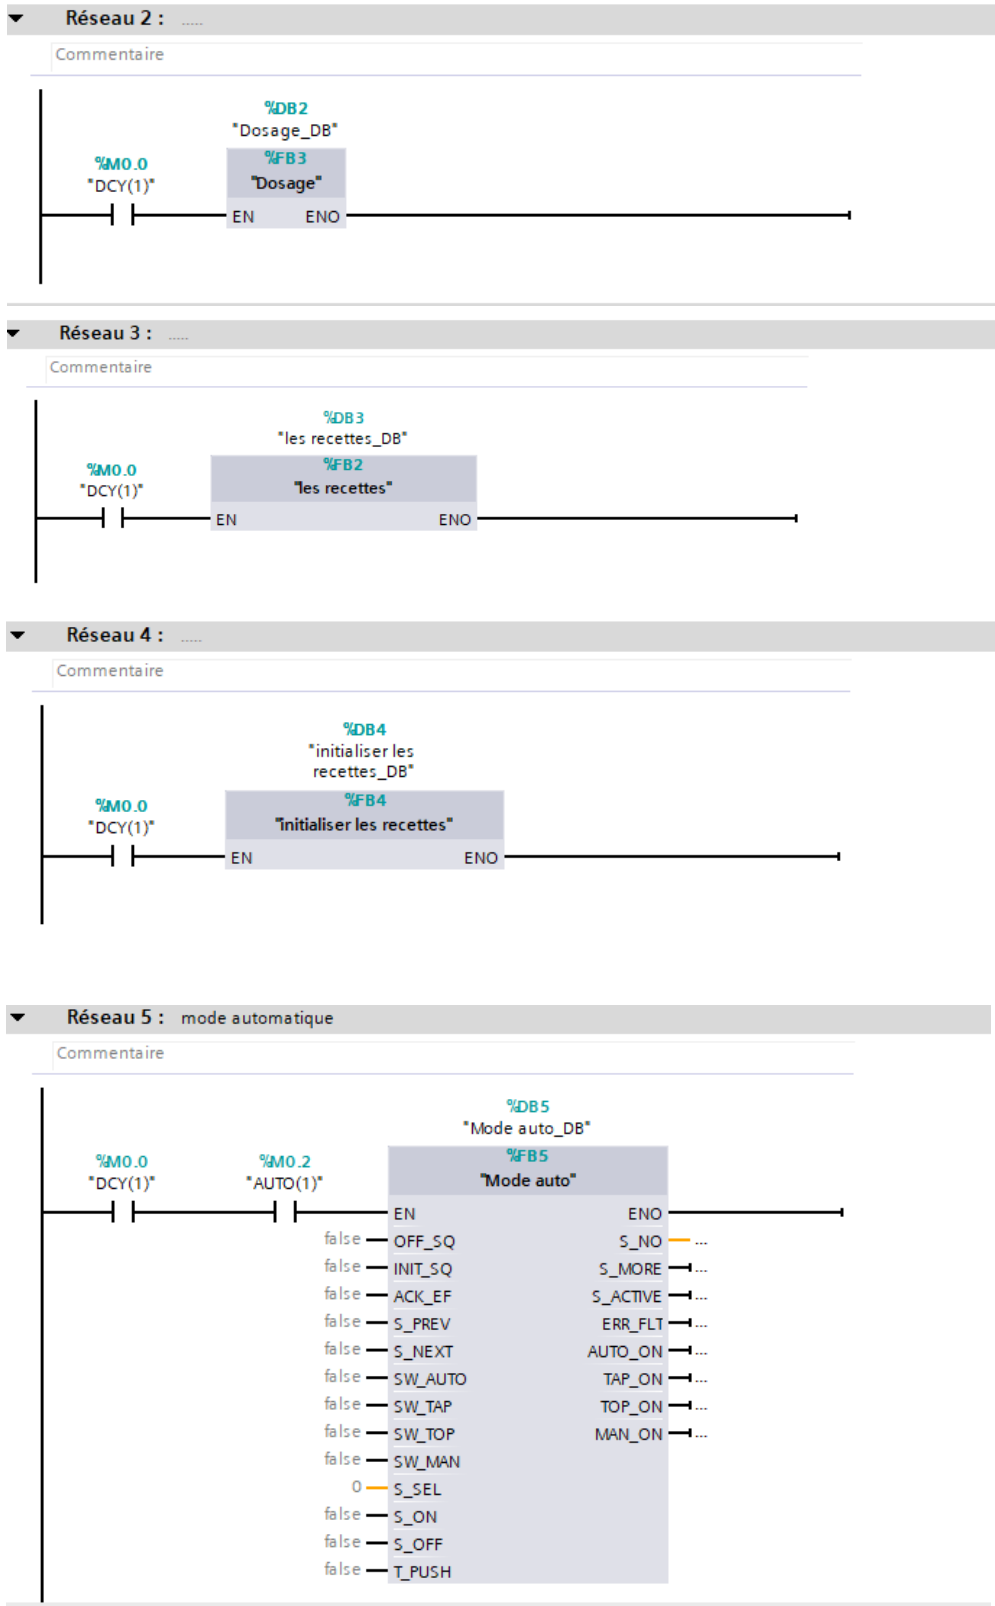 Réseau 2 : .....
Commentaire
%DB2
"Dosage_DB"
%M0.0
"DCY(1)"
%FB3
"Dosage"
EN ENO
Réseau 3 : .....
Commentaire
%DB3
"les recettes_DB"
%M0.0
"DCY(1)"
%FB2
"les recettes"
EN ENO
Réseau 4 : .....
Commentaire
%DB4
"initialiser les
recettes_DB"
%M0.0
"DCY(1)"
%FB4
"initialiser les recettes"
EN ENO
Réseau 5 : mode automatique
Commentaire
%DB5
"Mode auto_DB"
%M0.0
"DCY(1)"
%M0.2
"AUTO(1)"
%FB5
"Mode auto"
EN ENO
false OFF_SQ S_NO ...
false INIT_SQ S_MORE ...
false ACK_EF S_ACTIVE ...
false S_PREV ERR_FLT ...
false S_NEXT AUTO_ON ...
false SW_AUTO TAP_ON ...
false SW_TAP TOP_ON ...
false SW_TOP MAN_ON ...
false SW_MAN
0 S_SEL
false S_ON
false S_OFF
false T_PUSH